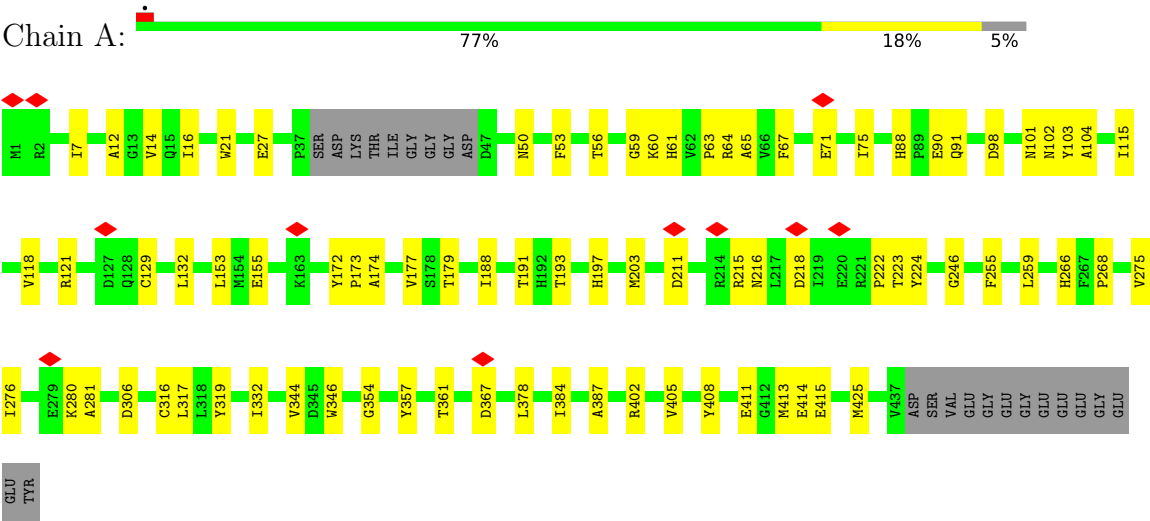 Chain A:
77% 18% 5%
M1 R2 I7 A12 G13 V14 Q15 I16 W21 E27 P37 SER ASP LYS THR ILE GLY GLY GLY ASP D47 N50 F53 T56 G59 K60 H61 V62 P63 R64 A65 V66 F67 E71 I75 H88 P89 E90 Q91 D98 N101 N102 Y103 A104 I115
V118 R121 D127 Q128 C129 L132 L153 M154 E155 K163 Y172 P173 A174 V177 S178 T179 I188 T191 H192 T193 H197 M203 D211 R214 R215 N216 L217 D218 I219 E220 R221 P222 T223 Y224 G246 F255 L259 H266 F267 P268 V275
I276 E279 K280 A281 D306 C316 L317 L318 Y319 I332 V344 D345 W346 G354 Y357 T361 D367 L378 I384 A387 R402 V405 Y408 E411 G412 M413 E414 E415 M425 V437 ASP SER VAL GLU GLY GLU GLY GLU GLU GLU GLY GLU
GLU TYR